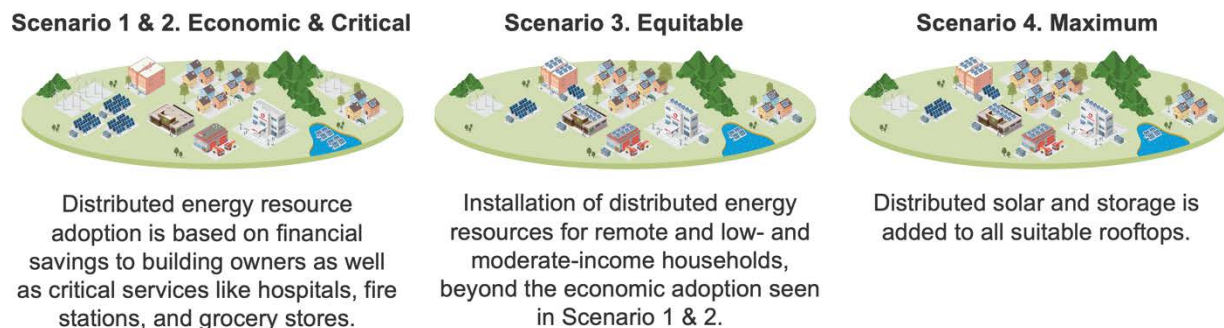 Scenario 1 & 2. Economic & Critical
Distributed energy resource
adoption is based on financial
savings to building owners as well
as critical services like hospitals, fire
stations, and grocery stores.
Scenario 3. Equitable
Installation of distributed energy
resources for remote and low- and
moderate-income households,
beyond the economic adoption seen
in Scenario 1 & 2.
Scenario 4. Maximum
Distributed solar and storage is
added to all suitable rooftops.